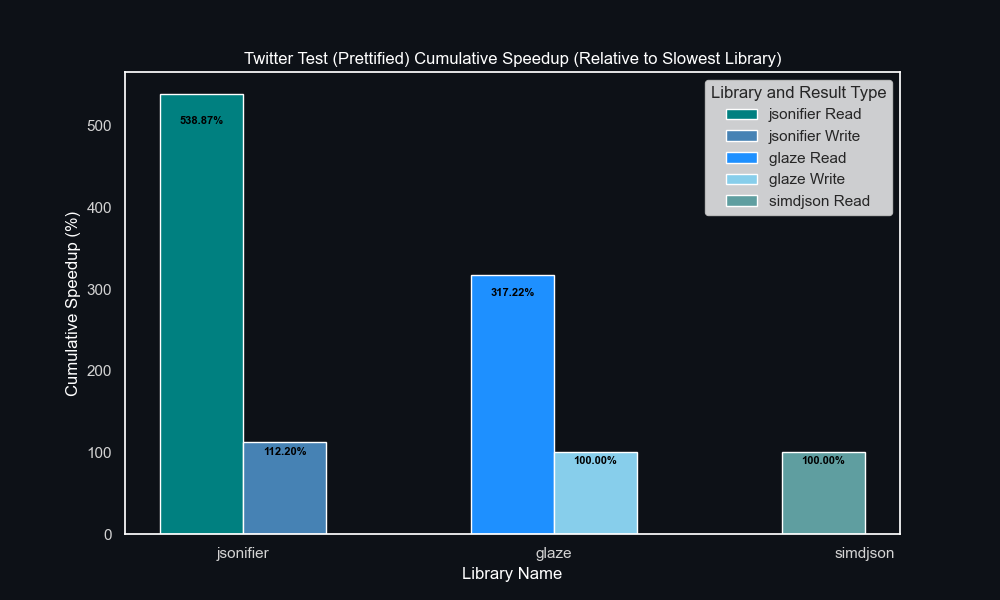 Twitter Test (Prettified) Cumulative Speedup (Relative to Slowest Library)
Library and Result Type
jsonifier Read
jsonifier Write
glaze Read
glaze Write
simdjson Read
Cumulative Speedup (%)
500
400
300
200
100
0
538.87%
112.20%
317.22%
100.00%
100.00%
jsonifier
glaze
simdjson
Library Name